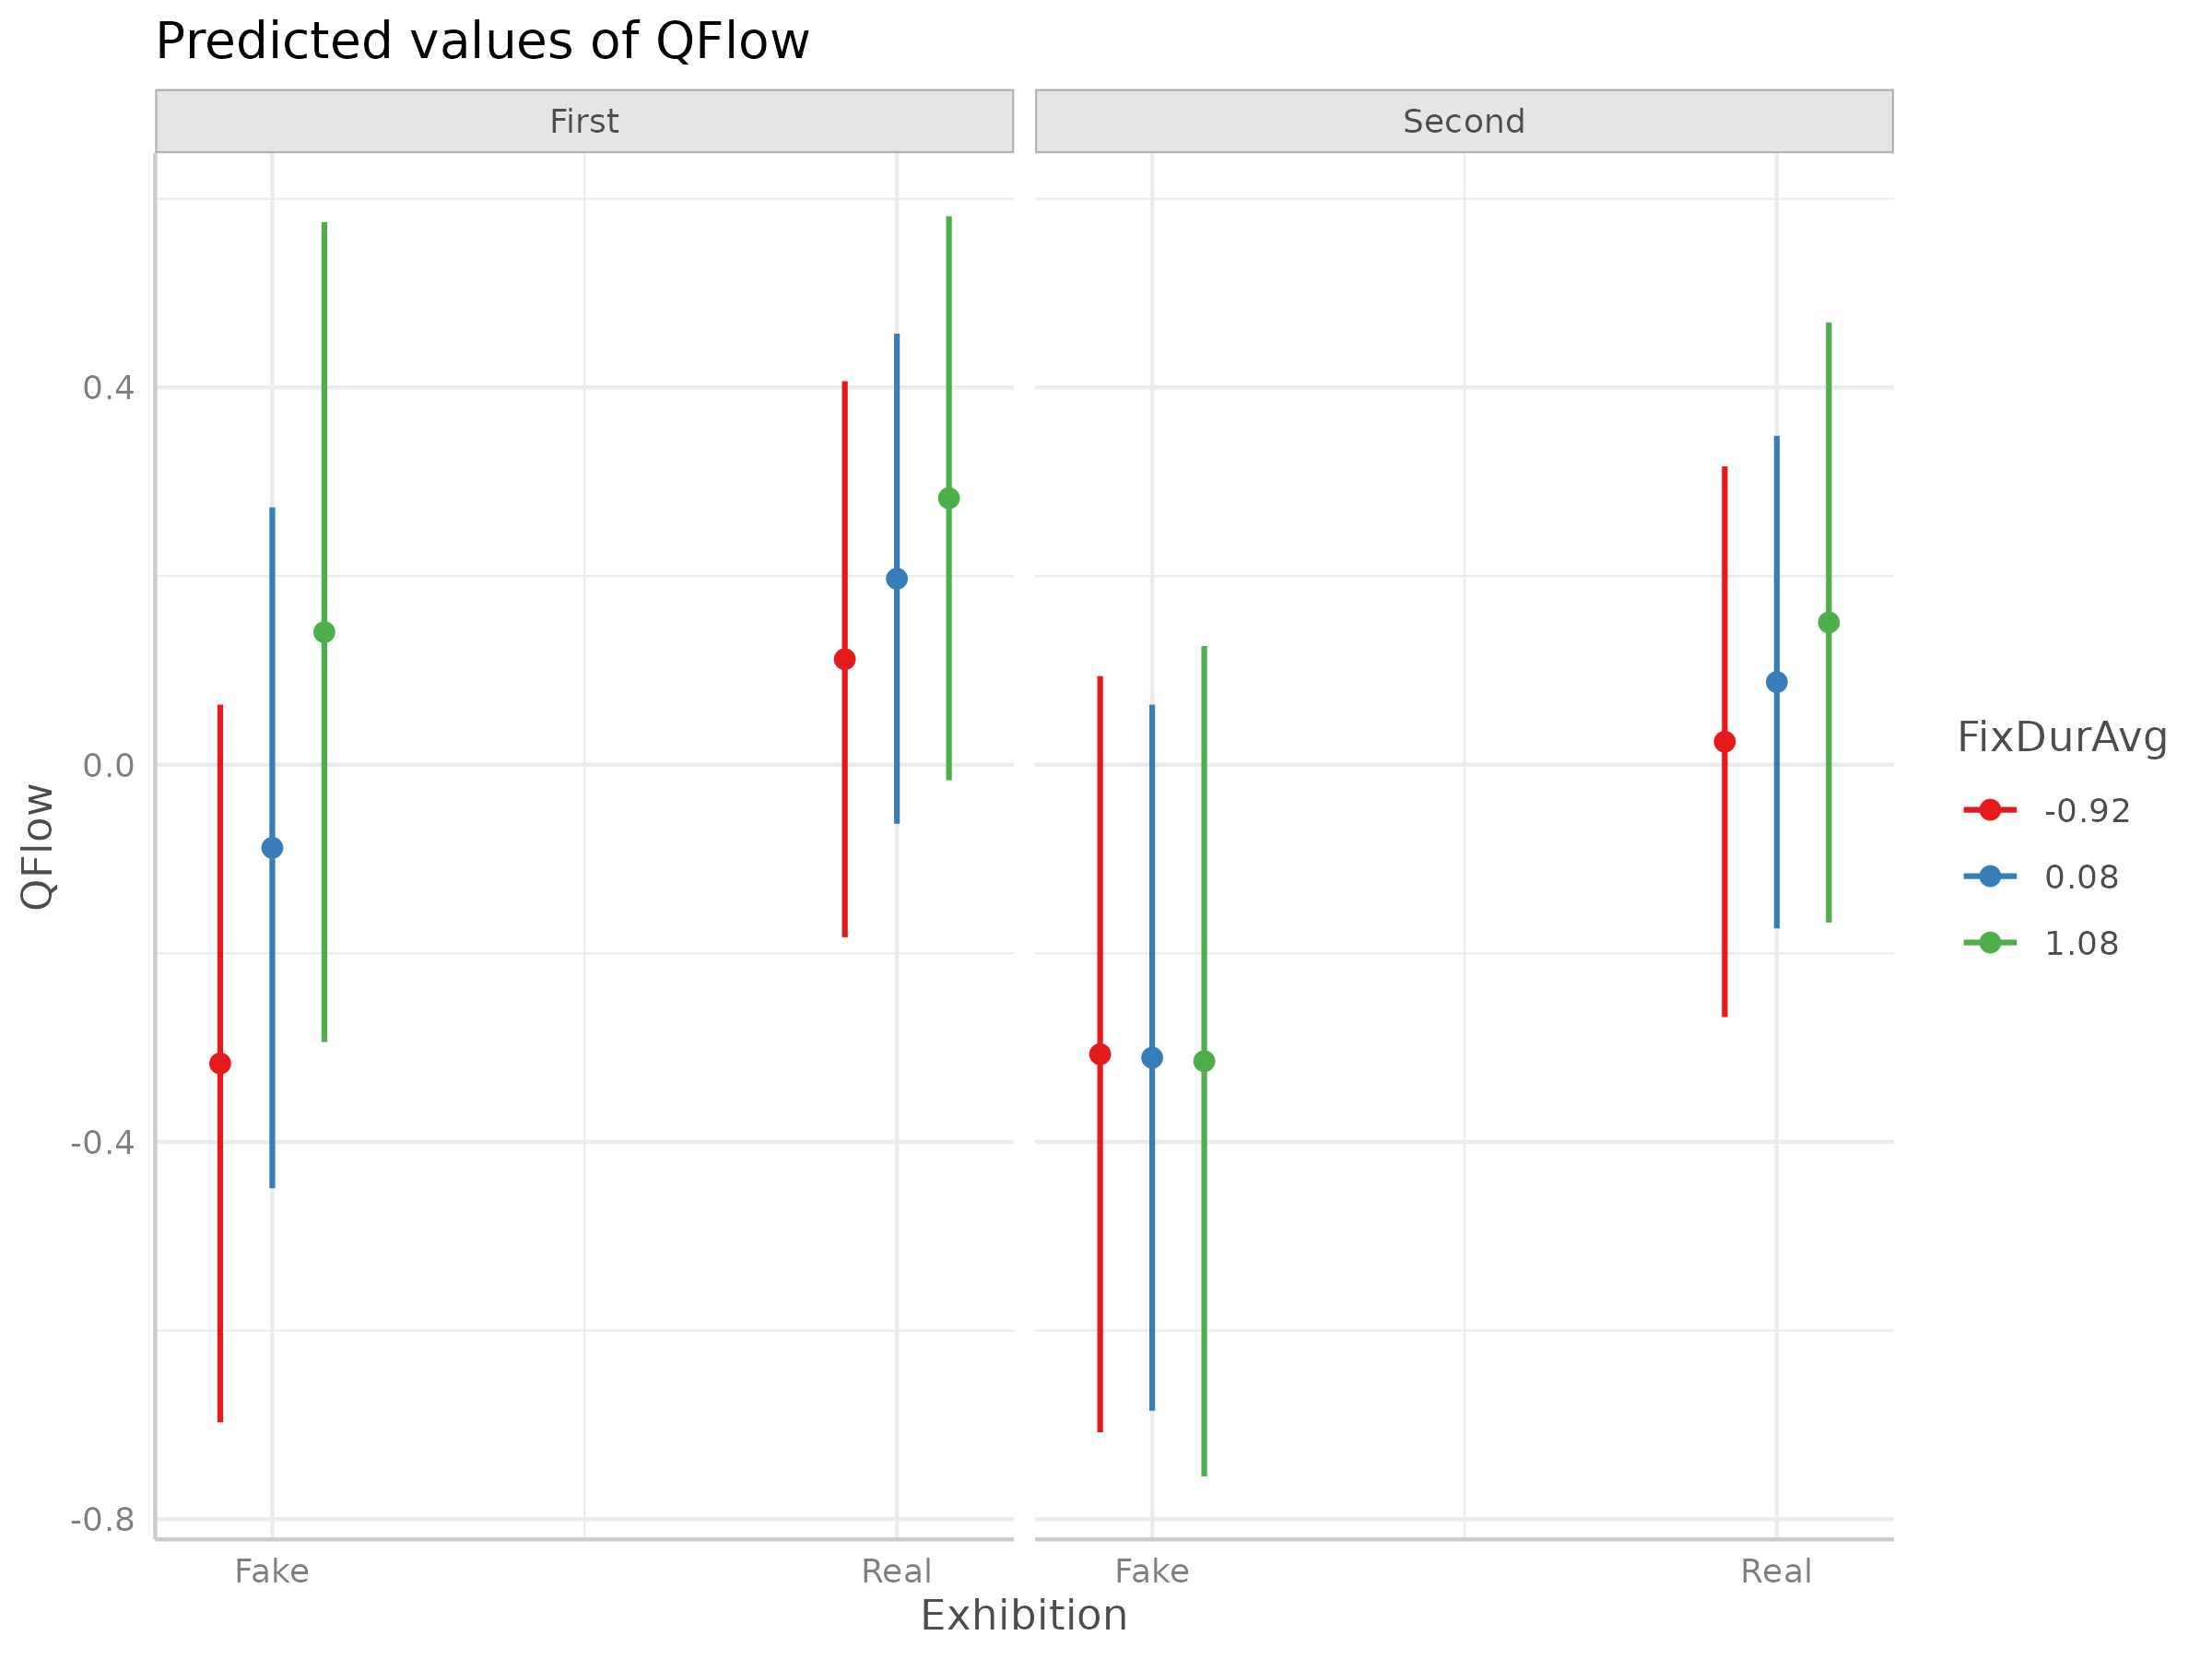 Predicted values of QFlow
First
Second
0.4
0.0
-0.4
-0.8
QFlow
Fake
Real
Fake
Real
Exhibition
FixDurAvg
-0.92
0.08
1.08